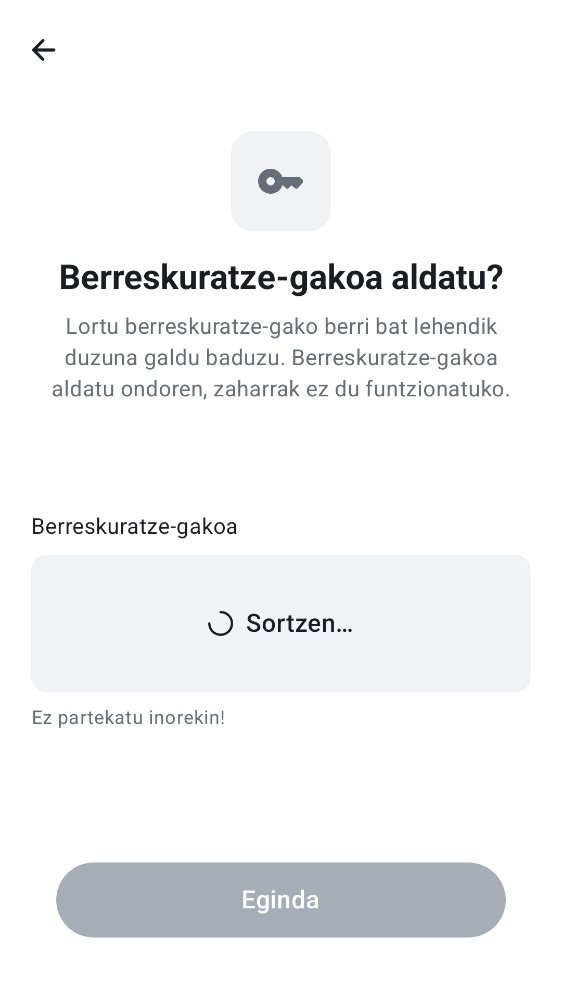 Berreskuratze-gakoa aldatu?
Lortu berreskuratze-gako berri bat lehendik
duzuna galdu baduzu. Berreskuratze-gakoa
aldatu ondoren, zaharrak ez du funtzionatuko.
Berreskuratze-gakoa
Sortzen…
Ez partekatu inorekin!
Eginda